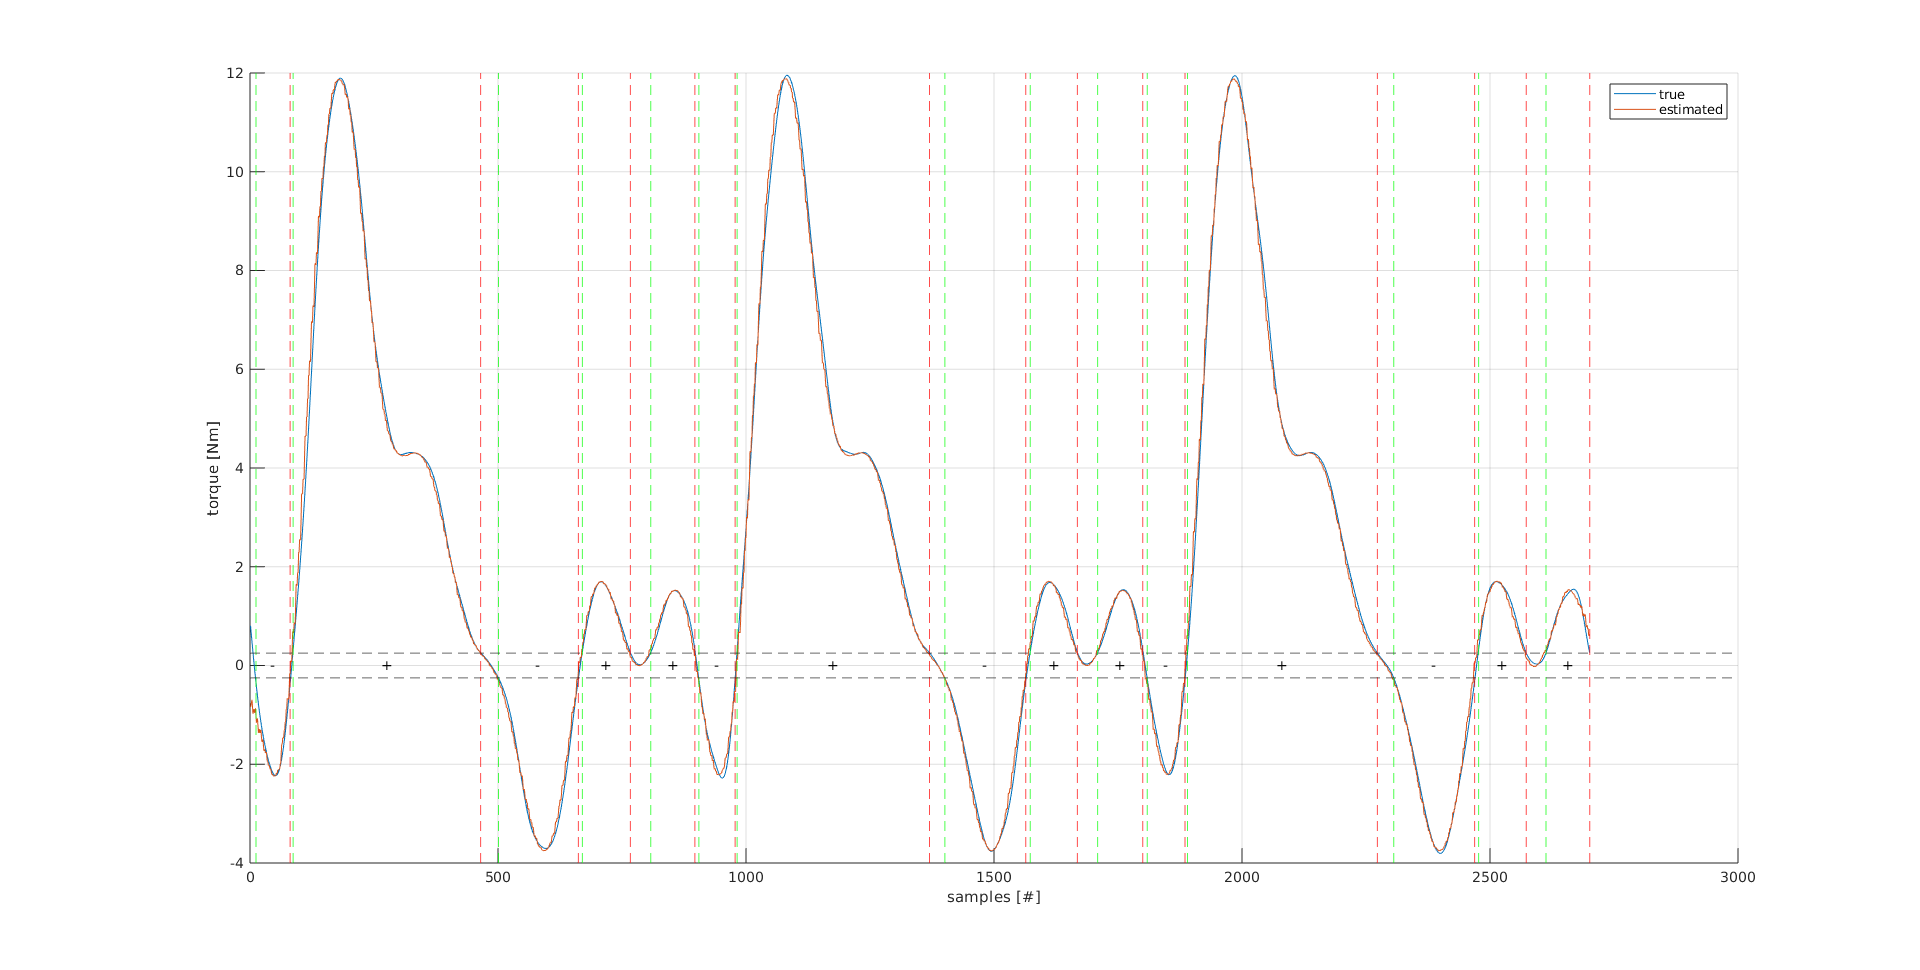 12
10
8
6
4
2
0
-2
-4
torque [Nm]
true
estimated
- + - + + - + - + + - + - + +
0 500 1000 1500 2000 2500 3000
samples [#]